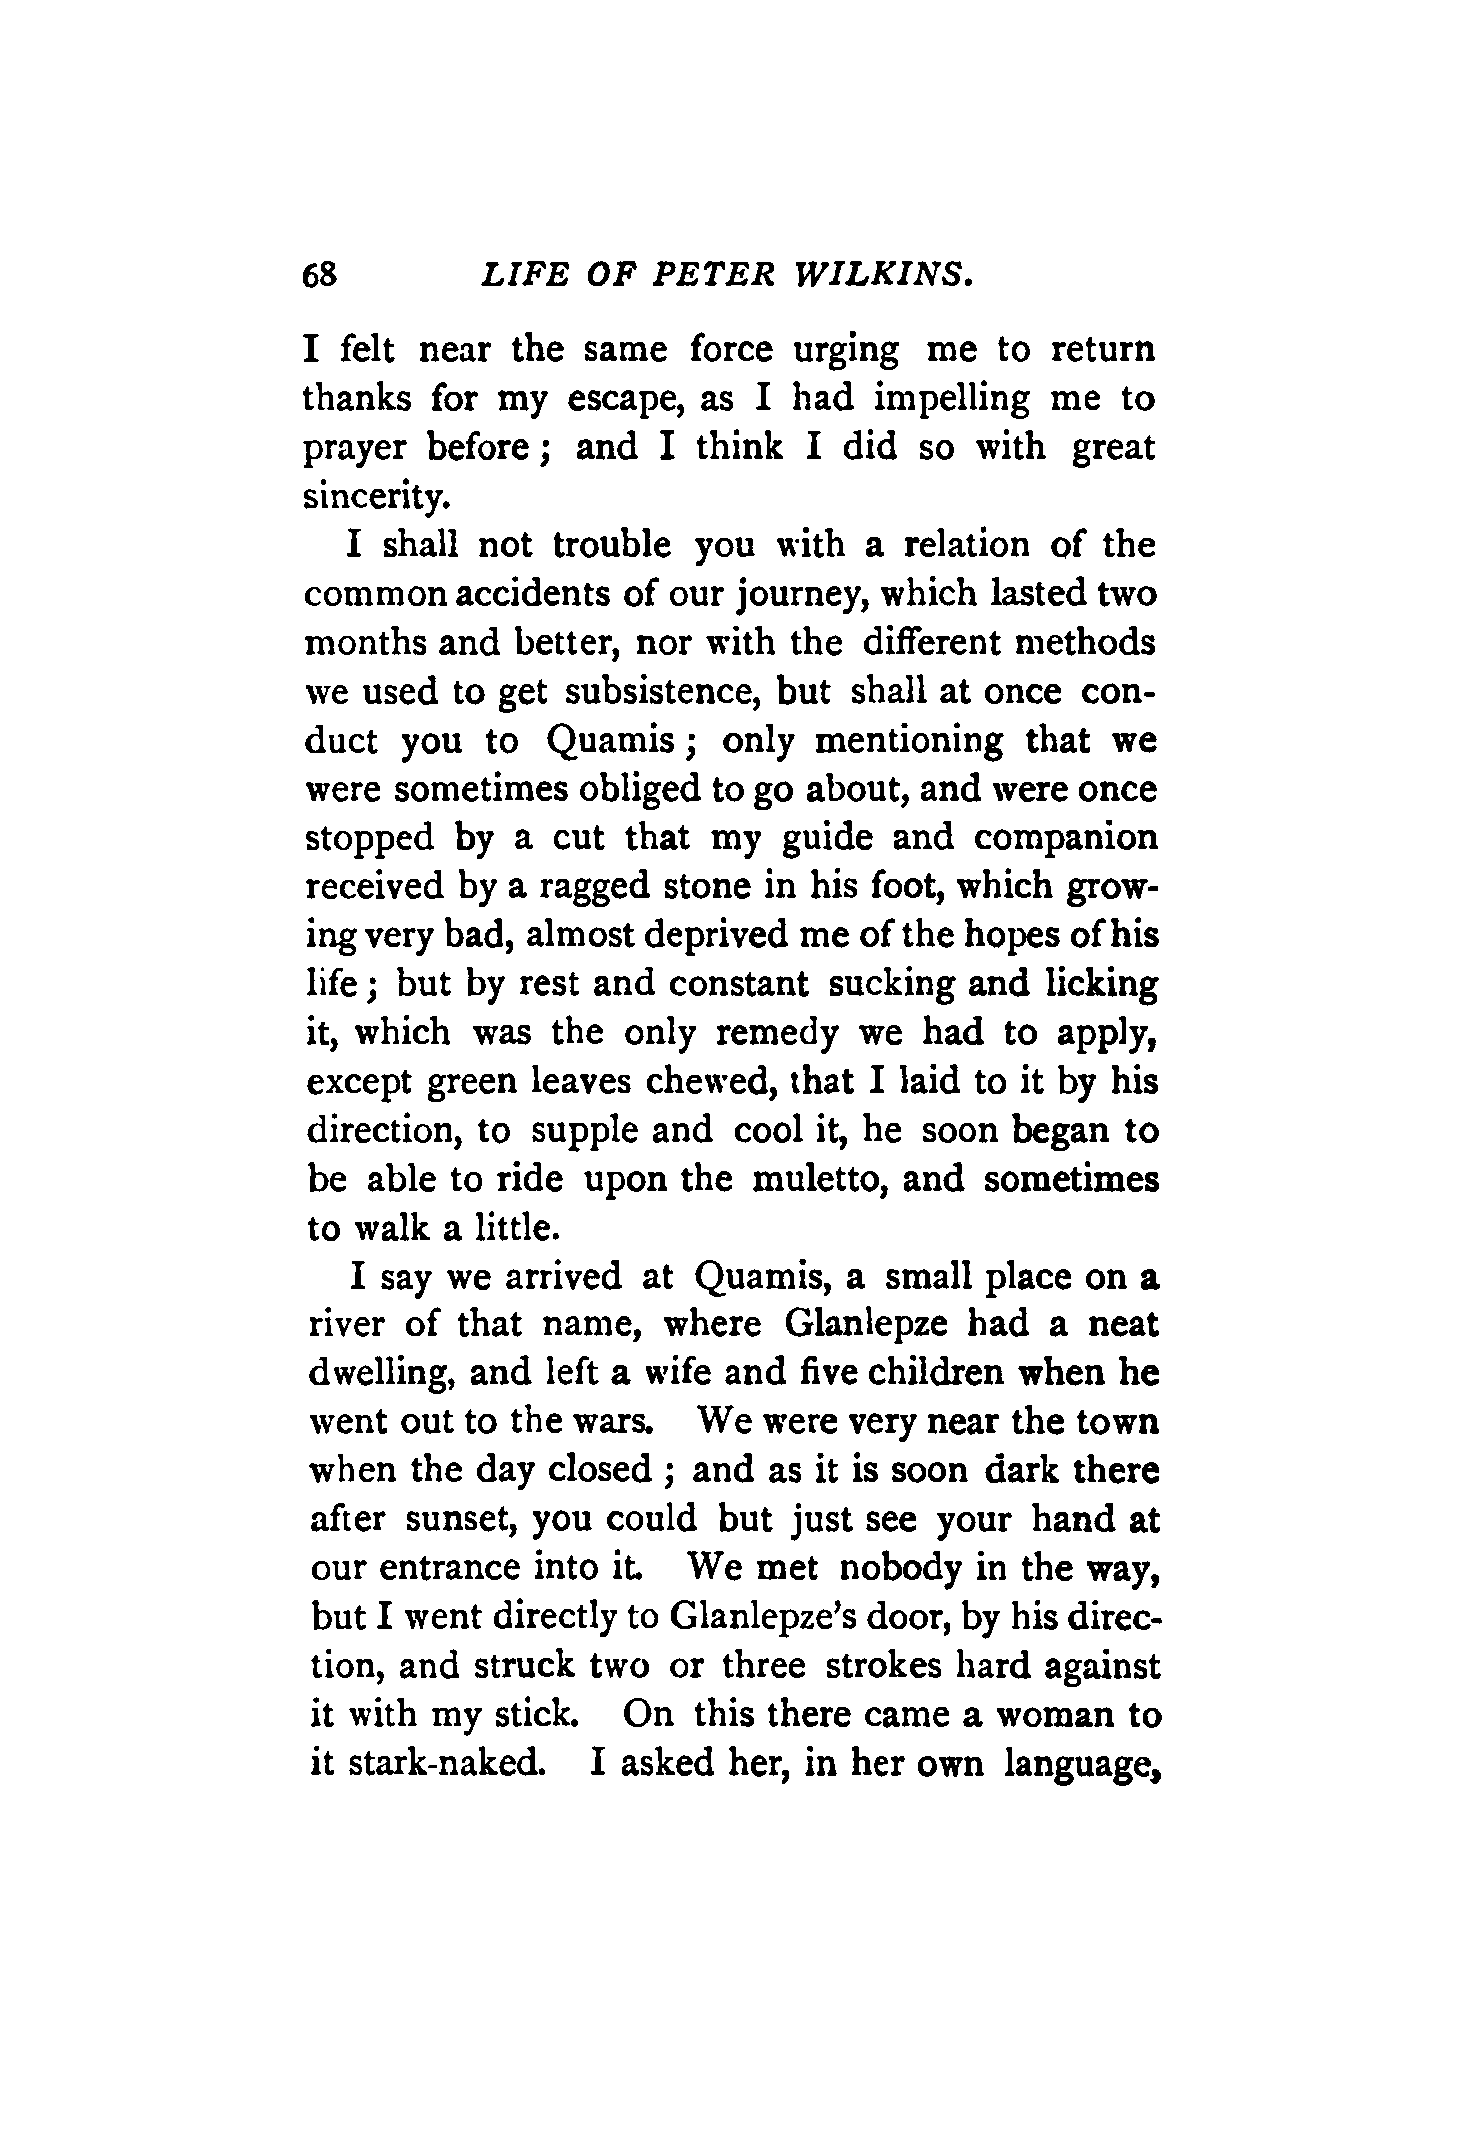 68 LIFE OF PETER WILKINS.
I felt near the same force urging me to return
thanks for my escape, as I had impelling me to
prayer before ; and I think I did so with great
sincerity.
I shall not trouble you with a relation of the
common accidents of our journey, which lasted two
months and better, nor with the different methods
we used to get subsistence, but shall at once con-
duct you to Quamis ; only mentioning that we
were sometimes obliged to go about, and were once
stopped by a cut that my guide and companion
received by a ragged stone in his foot, which grow-
ing very bad, almost deprived me of the hopes of his
life ; but by rest and constant sucking and licking
it, which was the only remedy we had to apply,
except green leaves chewed, that I laid to it by his
direction, to supple and cool it, he soon began to
be able to ride upon the muletto, and sometimes
to walk a little.
I say we arrived at Quamis, a small place on a
river of that name, where Glanlepze had a neat
dwelling, and left a wife and five children when he
went out to the wars. We were very near the town
when the day closed ; and as it is soon dark there
after sunset, you could but just see your hand at
our entrance into it. We met nobody in the way,
but I went directly to Glanlepze's door, by his direc-
tion, and struck two or three strokes hard against
it with my stick. On this there came a woman to
it stark-naked. I asked her, in her own language,